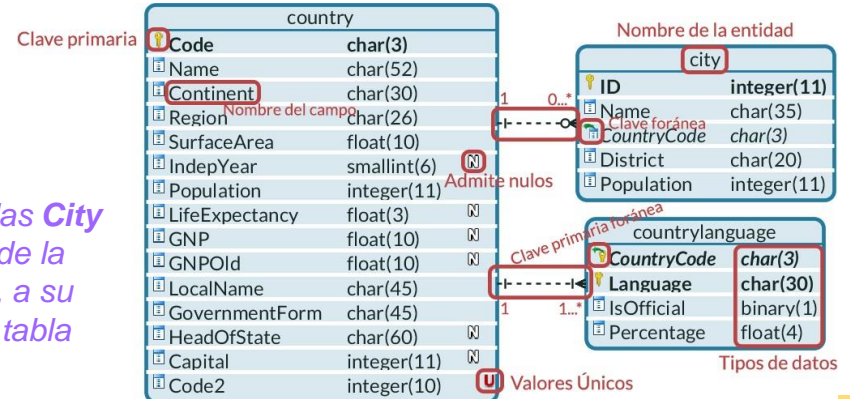 Clave primaria
country
Code char(3)
Name char(52)
Continent char(30)
Nombre del campo
Region char(26)
SurfaceArea float(10)
IndepYear smallint(6) N
Admite nulos
Population integer(11)
LifeExpectancy float(3) N
GNP float(10) N
GNPOld float(10) N
LocalName char(45)
GovernmentForm char(45)
HeadOfState char(60) N
Capital integer(11) N
Code2 integer(10) U
Valores Únicos
1 0...*
Nombre de la entidad
city
ID integer(11)
Name char(35)
Clave foránea
CountryCode char(3)
District char(20)
Population integer(11)
Clave primaria foránea
1 1...*
countrylanguage
CountryCode char(3)
Language char(30)
IsOfficial binary(1)
Percentage float(4)
Tipos de datos
las City
de la
, a su
tabla